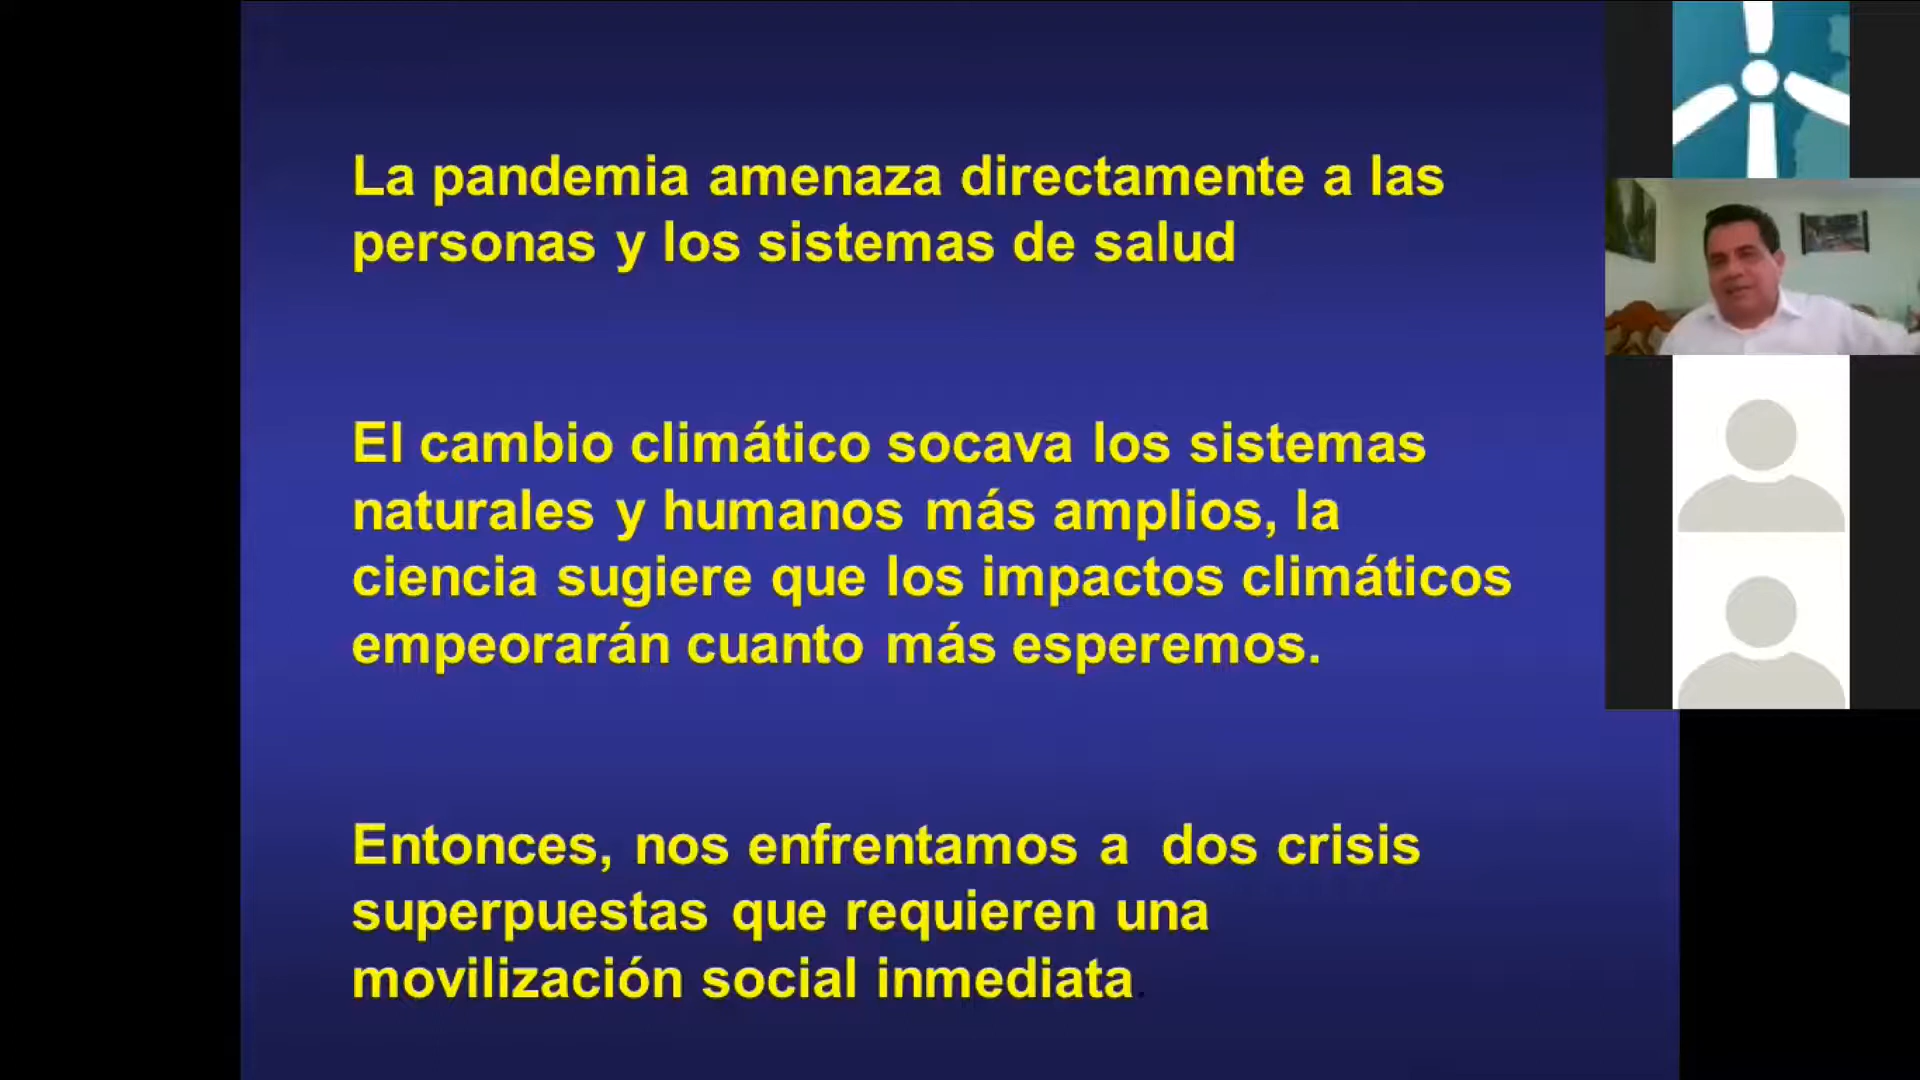 La pandemia amenaza directamente a las
personas y los sistemas de salud
El cambio climático socava los sistemas
naturales y humanos más amplios, la
ciencia sugiere que los impactos climáticos
empeorarán cuanto más esperemos.
Entonces, nos enfrentamos a dos crisis
superpuestas que requieren una
movilización social inmediata.